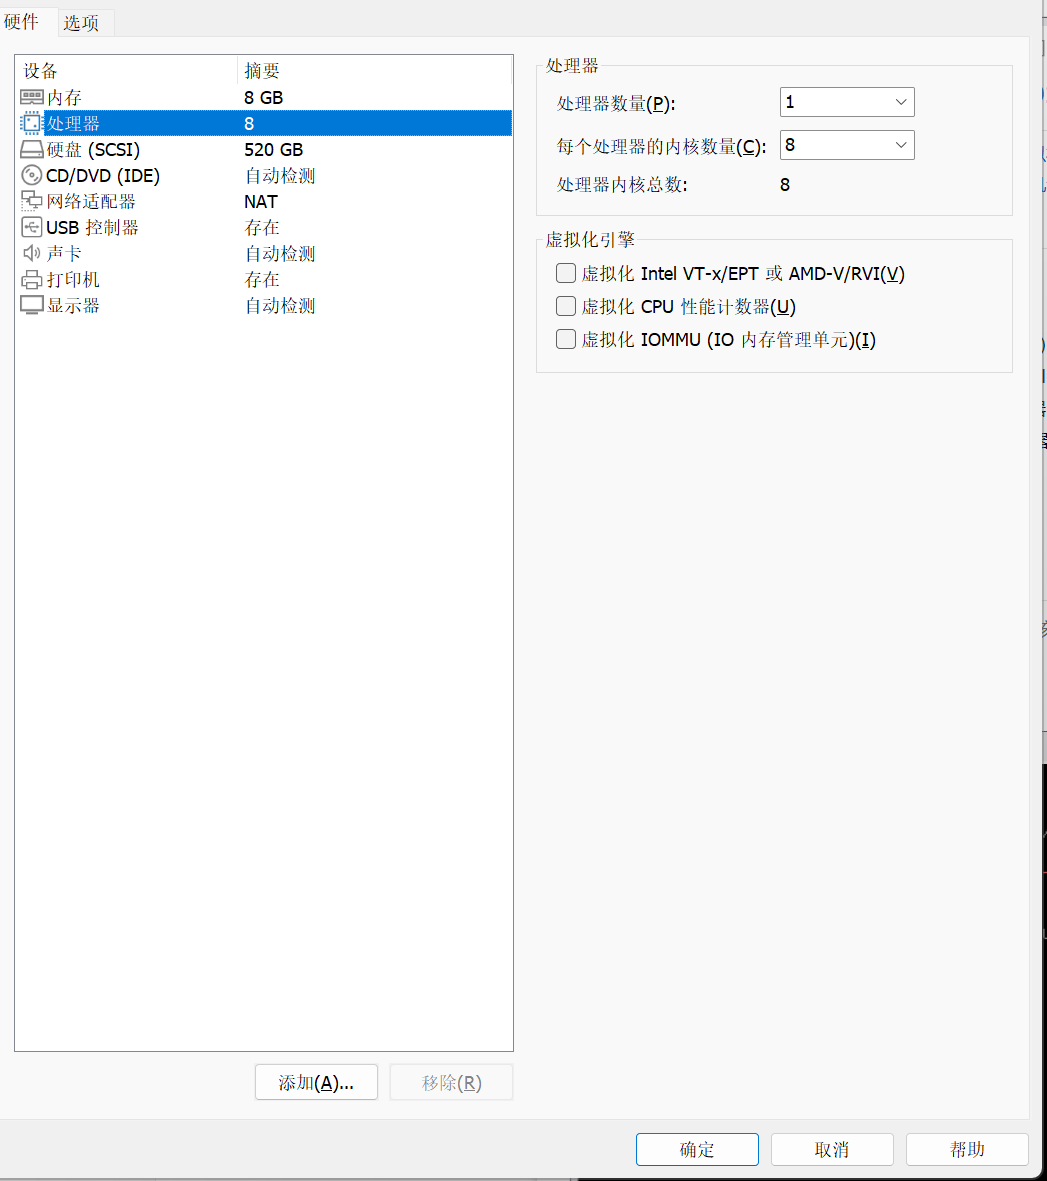 硬件 选项
设备 摘要
内存 8 GB
处理器 8
硬盘 (SCSI) 520 GB
CD/DVD (IDE) 自动检测
网络适配器 NAT
USB 控制器 存在
声卡 自动检测
打印机 存在
显示器 自动检测
添加(A)... 移除(R)
处理器
处理器数量(P): 1
每个处理器的内核数量(C): 8
处理器内核总数: 8
虚拟化引擎
虚拟化 Intel VT-x/EPT 或 AMD-V/RVI(V)
虚拟化 CPU 性能计数器(U)
虚拟化 IOMMU (IO 内存管理单元)(I)
确定 取消 帮助